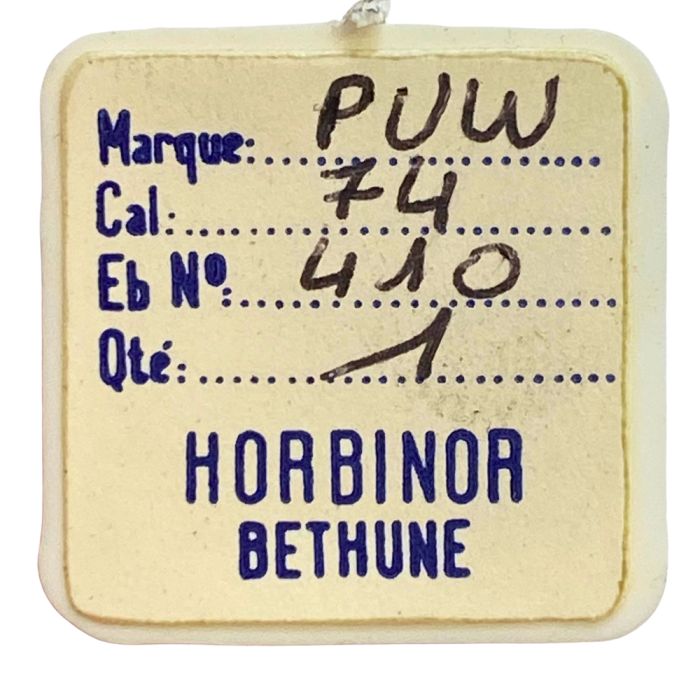 Marque: PUW
Cal: 74
Eb Nº: 410
Qté: 1
HORBINOR
BETHUNE